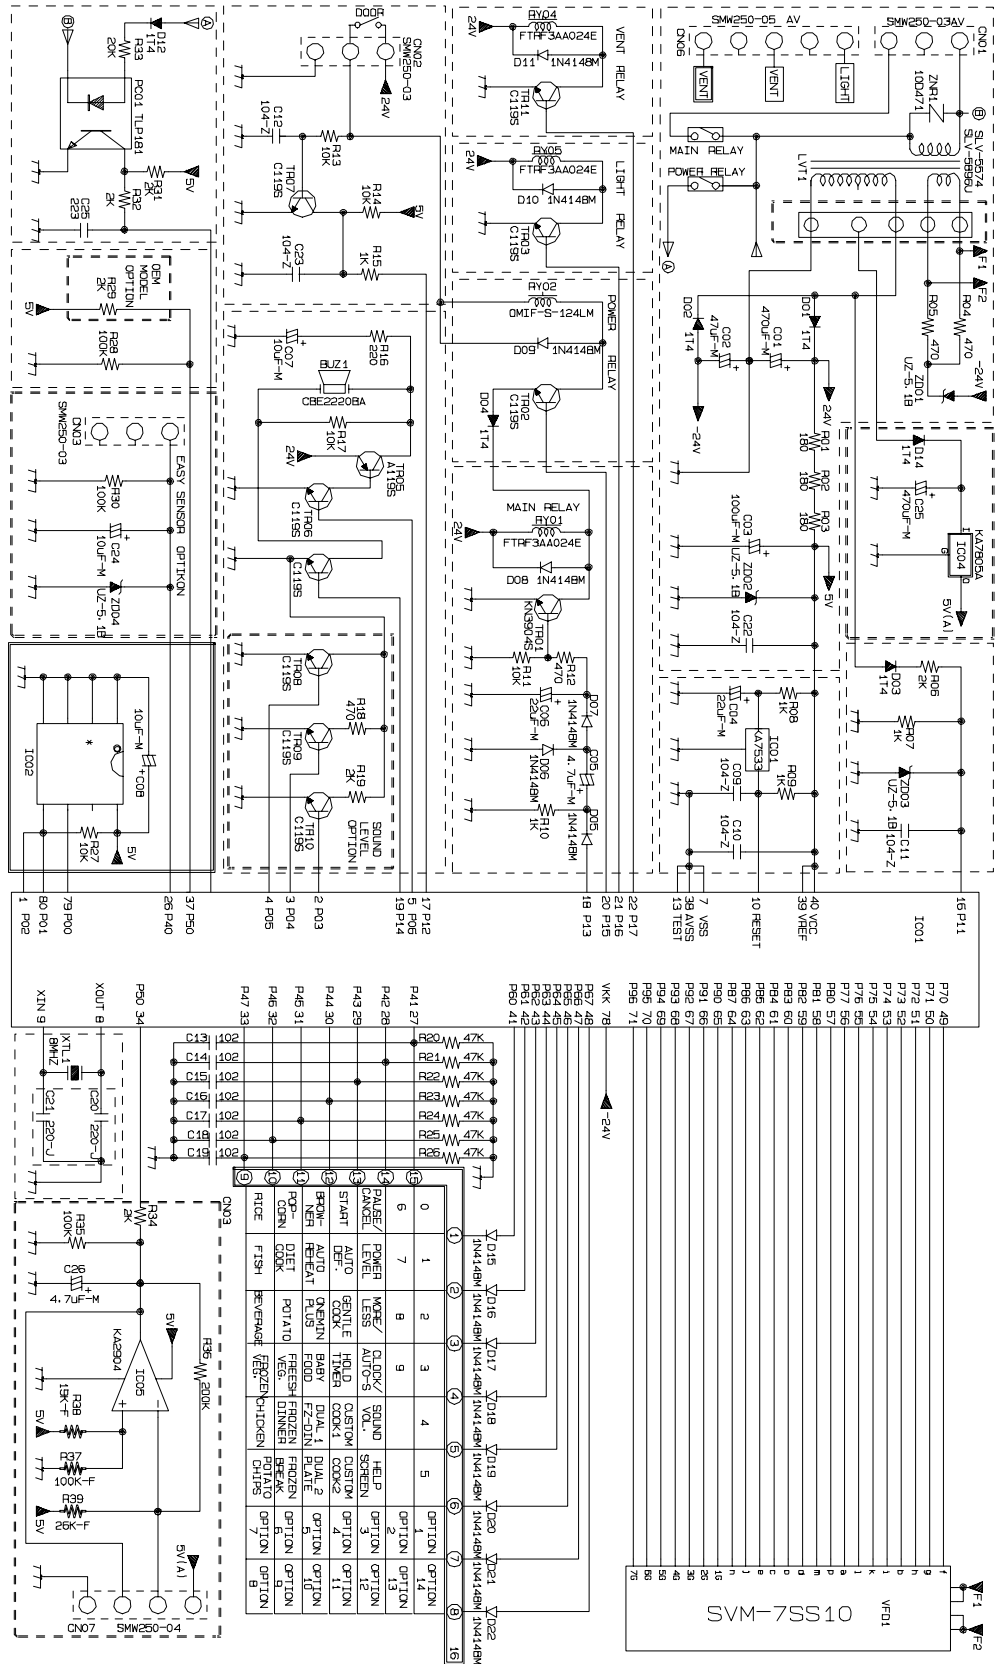 DOOR
CN02
SMW250-03
D12
1T4
R33
20K
PC01 TLP181
R31
2K
R32
2K
5V
C25
223
24V
C12
104-Z
R13
10K
TR07
C119S
R14
10K
5V
R15
1K
C23
104-Z
RY04
FTRF3AA024E
24V
VENT RELAY
D11 1N4148M
TR11
C119S
RY05
FTRF3AA024E
24V
LIGHT RELAY
D10 1N4148M
TR03
C119S
RY02
OMIF-S-124LM
POWER RELAY
D09 1N4148M
TR02
C119S
D04
1T4
SMW250-05 AV
SMW250-03AV
CN06
CN01
VENT
VENT
LIGHT
ZNR1
10D471
MAIN RELAY
POWER RELAY
LVT1
SLV-5574
F1
F2
R04
470
R05
470
-24V
ZD01
UZ-5.1B
D02
1T4
D01
1T4
C02
47uF-M
C01
470uF-M
-24V
24V
R01
180
R02
180
R03
180
C03
100uF-M
ZD02
UZ-5.1B
C22
104-Z
5V
D14
1T4
C25
470uF-M
KA7805A
IC04
I
O
G
5V(A)
OEM
MODEL
OPTION
R29
2K
5V
R28
100K
CN03
SMW250-03
EASY SENSOR OPTIKON
R30
100K
C24
10uF-M
ZD04
UZ-5.1B
C07
10uF-M
R16
220
BUZ1
CBE2220BA
R17
10K
24V
TR05
A119S
TR06
C119S
C119S
TR08
C119S
TR09
C119S
TR10
C119S
R18
470
R19
2K
SOUND
LEVEL
OPTION
MAIN RELAY
RY01
FTRF3AA024E
24V
D08 1N4148M
TR01
KN3904S
R11
10K
R12
470
C06
22uF-M
D07
1N4148M
D06
1N4148M
C05
4.7uF-M
R10
1K
D05
1N4148M
C04
22uF-M
R08
1K
IC01
KA7533
R09
1K
C09
104-Z
C10
104-Z
D03
1T4
R06
2K
R07
1K
ZD03
UZ-5.1B
C11
104-Z
10uF-M
C08
*
IC02
R27
10K
5V
1 P02
80 P01
79 P00
26 P40
37 P50
4 P05
3 P04
2 P03
19 P14
5 P06
17 P12
18 P13
20 P15
21 P16
22 P17
13 TEST
38 AVSS
7 VSS
10 RESET
39 VREF
40 VCC
IC01
16 P11
XIN 9
XOUT 8
P50 34
P47 33
P46 32
P45 31
P44 30
P43 29
P42 28
P41 27
P60 41
P61 42
P62 43
P63 44
P64 45
P65 46
P66 47
P67 48
VKK 78
P96 71
P95 70
P94 69
P93 68
P92 67
P91 66
P90 65
P87 64
P86 63
P85 62
P84 61
P83 60
P82 59
P81 58
P80 57
P77 56
P76 55
P75 54
P74 53
P73 52
P72 51
P71 50
P70 49
XTL1
8MHZ
C20
220-J
C21
220-J
C13 102
C14 102
C15 102
C16 102
C17 102
C18 102
C19 102
R20 47K
R21 47K
R22 47K
R23 47K
R24 47K
R25 47K
R26 47K
-24V
CN03
9 10 11 12 13 14 15
RICE
POP-CORN
BROW-NER
START
PAUSE/CANCEL
6
0
FISH
DIET COOK
AUTO REHEAT
AUTO DEF.
POWER LEVEL
7
1
BEVERAGE
POTATO
ONEMIN PLUS
GENTLE COOK
MORE/LESS
8
2
FROZEN VEG.
FREESH VEG.
BABY FOOD
HOLD TIMER
CLOCK/AUTO-S
9
3
CHICKEN
FROZEN DINNER
DUAL 1 FZ-DIN
CUSTOM COOK1
SOUND VOL.
4
POTATO CHIPS
FROZEN BREAK
DUAL 2 PLATE
CUSTOM COOK2
HELP SCREEN
5
OPTION 7
OPTION 6
OPTION 5
OPTION 4
OPTION 3
OPTION 2
OPTION 1
OPTION 8
OPTION 9
OPTION 10
OPTION 11
OPTION 12
OPTION 13
OPTION 14
1 2 3 4 5 6 7 8 16
D15
1N4148M
D16
1N4148M
D17
1N4148M
D18
1N4148M
D19
1N4148M
D20
1N4148M
D21
1N4148M
D22
1N4148M
R34
2K
R35
100K
C26
4.7uF-M
5V
R36
200K
KA2904
IC05
R38
15K-F
5V
R37
100K-F
R39
26K-F
5V
5V(A)
CN07
SMW250-04
SVM-7SS10
VFD1
F1
F2